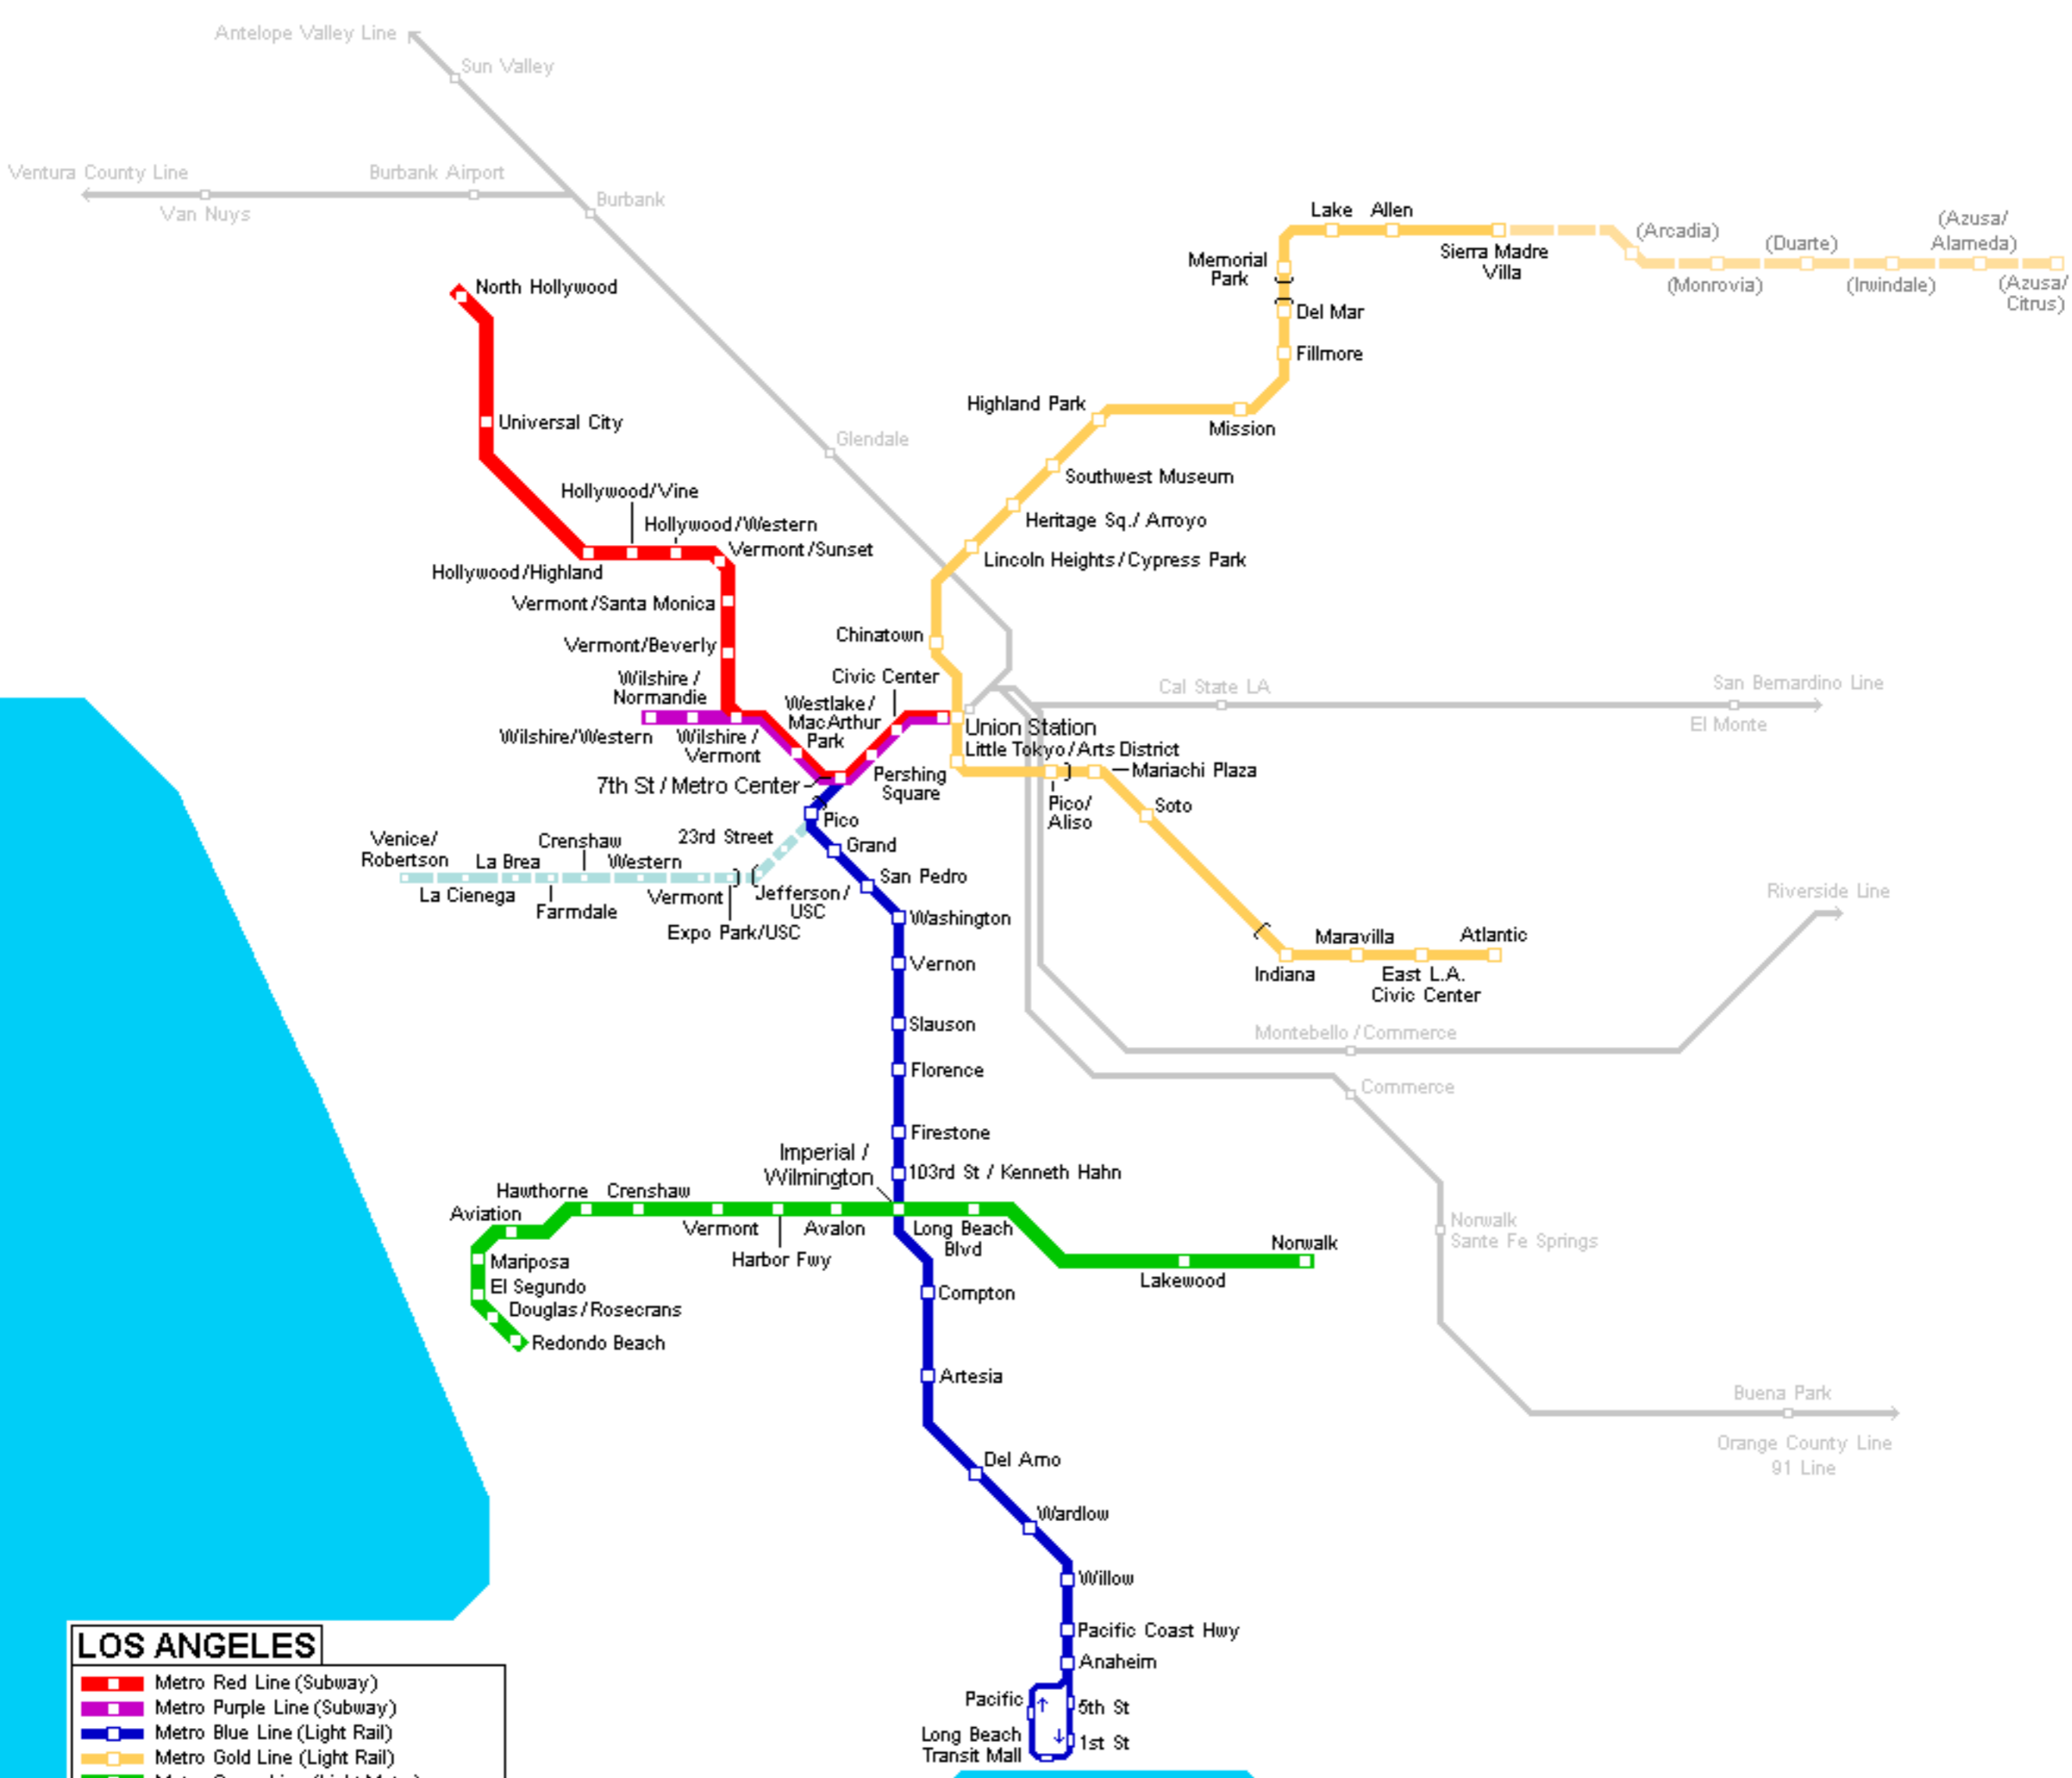 Antelope Valley Line
Sun Valley
Ventura County Line
Burbank Airport
Van Nuys
Burbank
Lake
Allen
Sierra Madre
Villa
(Arcadia)
(Monrovia)
(Duarte)
(Irwindale)
(Azusa/
Alameda)
(Azusa/
Citrus)
Memorial
Park
Del Mar
Fillmore
North Hollywood
Universal City
Glendale
Highland Park
Mission
Southwest Museum
Heritage Sq./ Arroyo
Lincoln Heights/Cypress Park
Hollywood/Vine
Hollywood/Western
Vermont/Sunset
Hollywood/Highland
Vermont/Santa Monica
Vermont/Beverly
Chinatown
Civic Center
Wilshire/
Normandie
Westlake/
MacArthur
Park
Wilshire/Western
Wilshire/
Vermont
Union Station
Little Tokyo/Arts District
Cal State LA
San Bernardino Line
El Monte
7th St / Metro Center
Pershing
Square
Mariachi Plaza
Pico/
Aliso
Soto
Pico
Grand
San Pedro
Washington
Venice/
Robertson
La Brea
Crenshaw
Western
23rd Street
La Cienega
Farmdale
Vermont
Jefferson/
USC
Expo Park/USC
Riverside Line
Maravilla
Atlantic
Indiana
East L.A.
Civic Center
Vernon
Slauson
Florence
Firestone
Montebello/Commerce
Commerce
Imperial /
Wilmington
103rd St / Kenneth Hahn
Hawthorne
Crenshaw
Aviation
Vermont
Avalon
Long Beach
Blvd
Harbor Fwy
Norwalk
Lakewood
Norwalk
Sante Fe Springs
Mariposa
El Segundo
Douglas/Rosecrans
Redondo Beach
Compton
Artesia
Buena Park
Orange County Line
91 Line
Del Amo
Wardlow
Willow
Pacific Coast Hwy
Anaheim
Pacific
5th St
Long Beach
Transit Mall
1st St
LOS ANGELES
Metro Red Line (Subway)
Metro Purple Line (Subway)
Metro Blue Line (Light Rail)
Metro Gold Line (Light Rail)